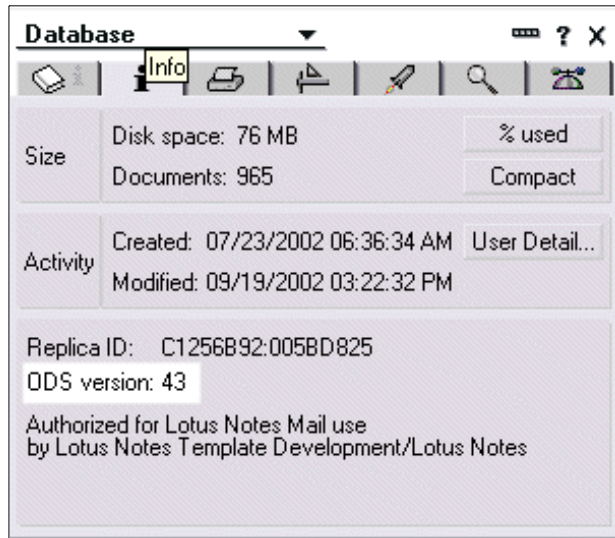 Database
?
X
Info
i
Size
Disk space: 76 MB
% used
Documents: 965
Compact
Activity
Created: 07/23/2002 06:36:34 AM
User Detail...
Modified: 09/19/2002 03:22:32 PM
Replica ID: C1256B92:005BD825
ODS version: 43
Authorized for Lotus Notes Mail use
by Lotus Notes Template Development/Lotus Notes